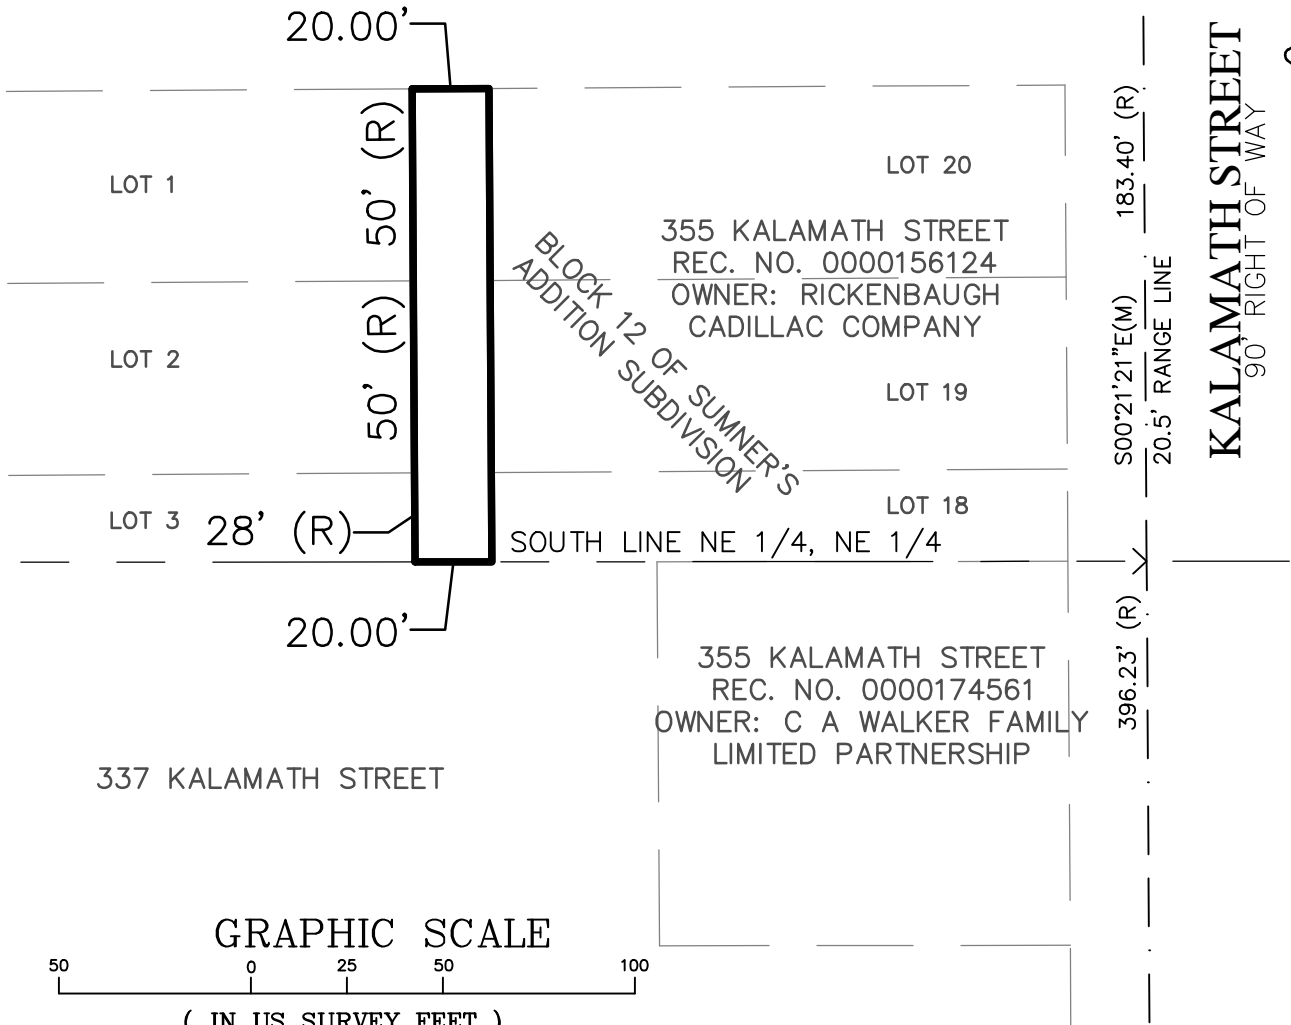 20.00'
50' (R)
LOT 1
LOT 20
355 KALAMATH STREET
REC. NO. 0000156124
OWNER: RICKENBAUGH
CADILLAC COMPANY
BLOCK 12 OF SUMNER'S
ADDITION SUBDIVISION
50' (R)
LOT 2
LOT 19
LOT 3
28' (R)
LOT 18
SOUTH LINE NE 1/4, NE 1/4
20.00'
183.40' (R)
S00°21'21"E(M)
20.5' RANGE LINE
KALAMATH STREET
90' RIGHT OF WAY
396.23' (R)
355 KALAMATH STREET
REC. NO. 0000174561
OWNER: C A WALKER FAMILY
LIMITED PARTNERSHIP
337 KALAMATH STREET
GRAPHIC SCALE
50 0 25 50 100
( IN US SURVEY FEET )